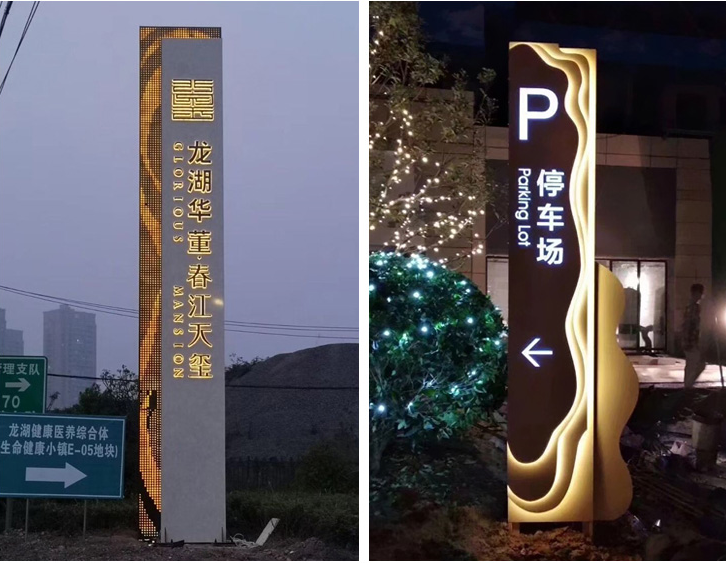 龙湖华董·春江天玺
GLORIOUS MANSION
管理支队
70
龙湖健康医养综合体
生命健康小镇E-05地块)
P
停车场
Parking Lot